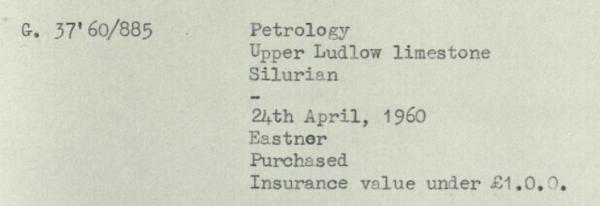 G. 37'60/885 Petrology
Upper Ludlow limestone
Silurian
-
24th April, 1960
Eastnor
Purchased
Insurance value under £1.0.0.